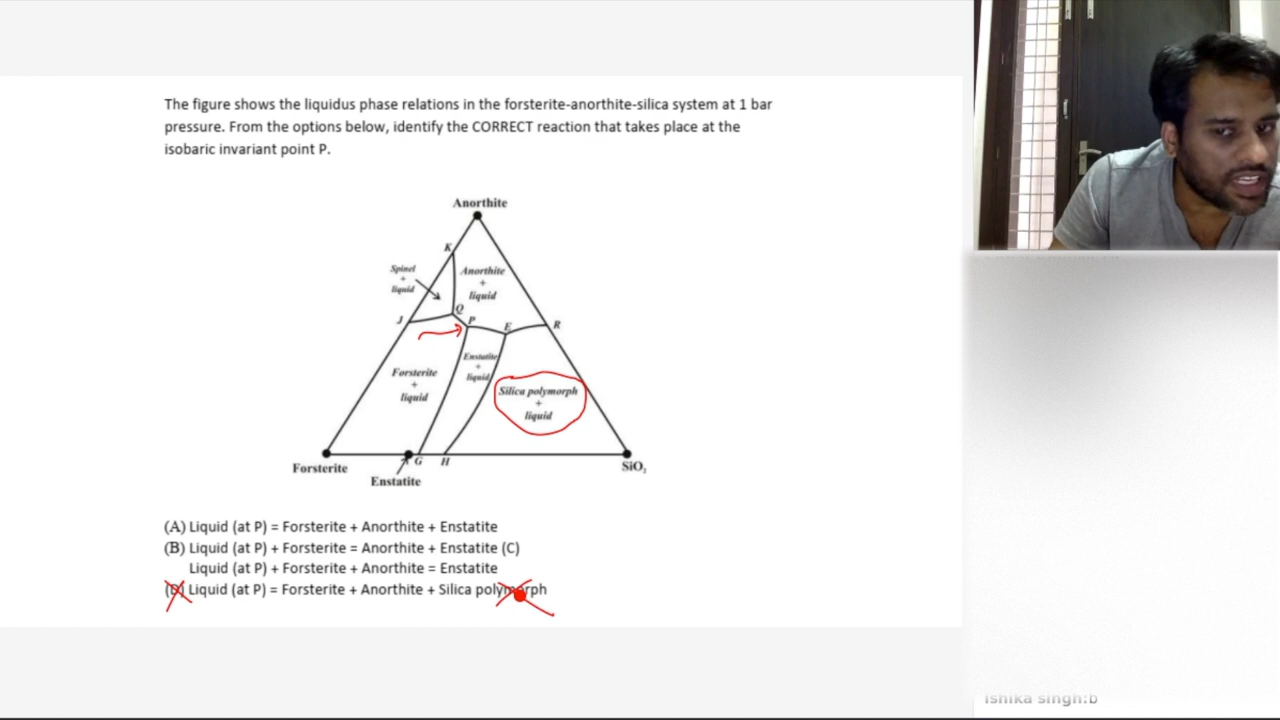 The figure shows the liquidus phase relations in the forsterite-anorthite-silica system at 1 bar
pressure. From the options below, identify the CORRECT reaction that takes place at the
isobaric invariant point P.
Anorthite
K
Spinel
+
liquid
Anorthite
+
liquid
Q
J
P
E
R
Enstatite
+
liquid
Forsterite
+
liquid
Silica polymorph
+
liquid
G
H
Forsterite
Enstatite
SiO₂
(A) Liquid (at P) = Forsterite + Anorthite + Enstatite
(B) Liquid (at P) + Forsterite = Anorthite + Enstatite (C)
Liquid (at P) + Forsterite + Anorthite = Enstatite
(D) Liquid (at P) = Forsterite + Anorthite + Silica polymorph
ishika singh:b